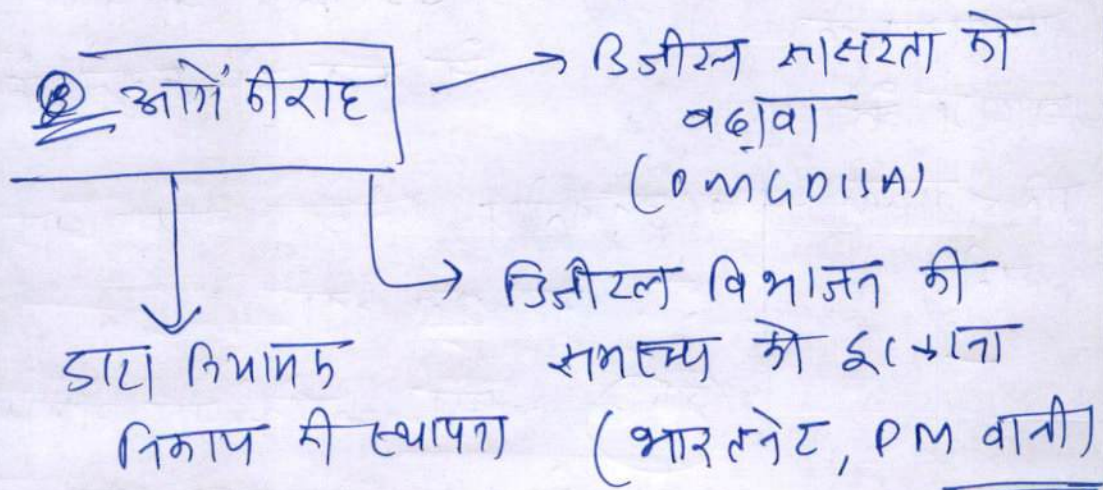 आगें की राह
→ डिजीटल साक्षरता को
बढ़ावा
(PMGDISHA)
→ डिजीटल विभाजन की
समस्या को दूर करना
(भारतनेट, PM वानी)
डाटा नियामक
निकाय की स्थापना